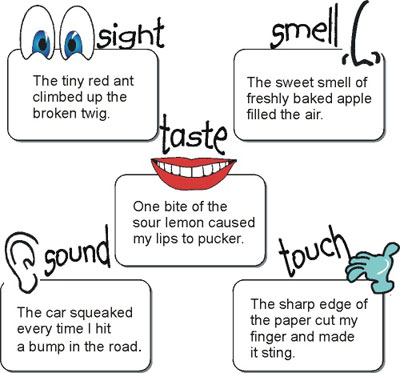 sight
The tiny red ant
climbed up the
broken twig.
smell
The sweet smell of
freshly baked apple
filled the air.
taste
One bite of the
sour lemon caused
my lips to pucker.
sound
The car squeaked
every time I hit
a bump in the road.
touch
The sharp edge of
the paper cut my
finger and made
it sting.